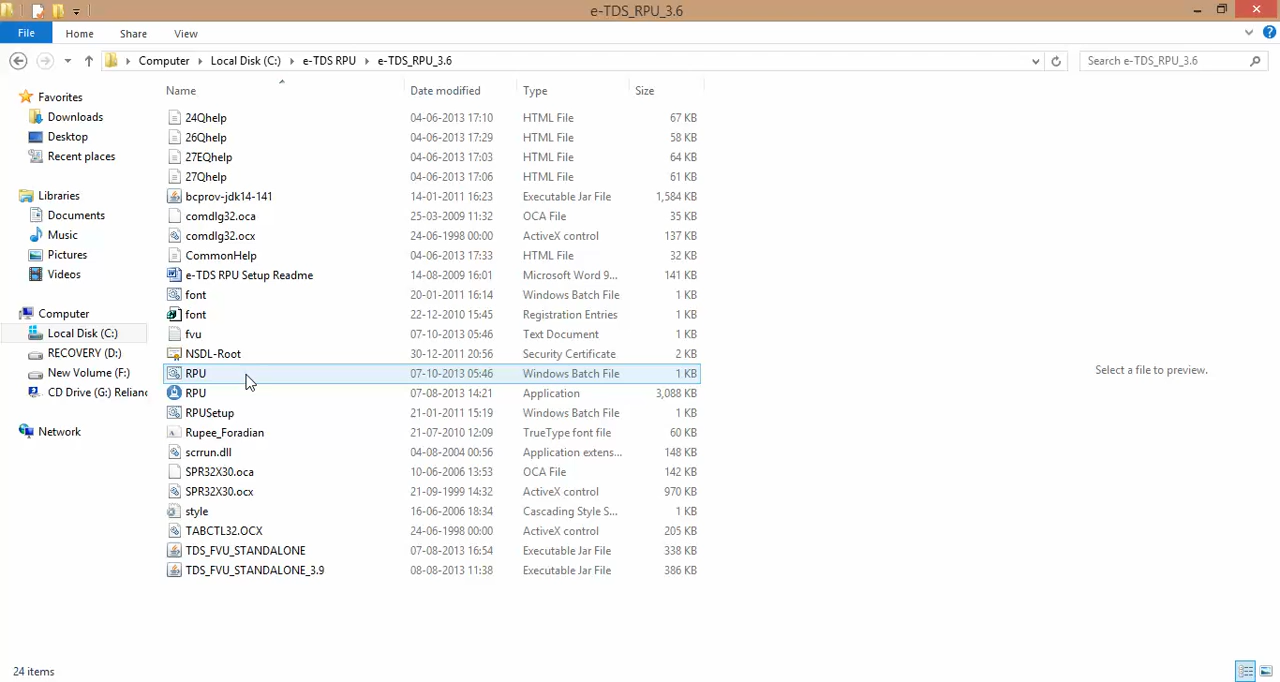 e-TDS_RPU_3.6
File Home Share View
Computer Local Disk (C:) e-TDS RPU e-TDS_RPU_3.6 Search e-TDS_RPU_3.6
Name Date modified Type Size
Favorites
Downloads
Desktop
Recent places
Libraries
Documents
Music
Pictures
Videos
Computer
Local Disk (C:)
RECOVERY (D:)
New Volume (F:)
CD Drive (G:) Relianc
Network
24Qhelp 04-06-2013 17:10 HTML File 67 KB
26Qhelp 04-06-2013 17:29 HTML File 58 KB
27EQhelp 04-06-2013 17:03 HTML File 64 KB
27Qhelp 04-06-2013 17:06 HTML File 61 KB
bcprov-jdk14-141 14-01-2011 16:23 Executable Jar File 1,584 KB
comdlg32.oca 25-03-2009 11:32 OCA File 35 KB
comdlg32.ocx 24-06-1998 00:00 ActiveX control 137 KB
CommonHelp 04-06-2013 17:33 HTML File 32 KB
e-TDS RPU Setup Readme 14-08-2009 16:01 Microsoft Word 9... 141 KB
font 20-01-2011 16:14 Windows Batch File 1 KB
font 22-12-2010 15:45 Registration Entries 1 KB
fvu 07-10-2013 05:46 Text Document 1 KB
NSDL-Root 30-12-2011 20:56 Security Certificate 2 KB
RPU 07-10-2013 05:46 Windows Batch File 1 KB
RPU 07-08-2013 14:21 Application 3,088 KB
RPUSetup 21-01-2011 15:19 Windows Batch File 1 KB
Rupee_Foradian 21-07-2010 12:09 TrueType font file 60 KB
scrrun.dll 04-08-2004 00:56 Application extens... 148 KB
SPR32X30.oca 10-06-2006 13:53 OCA File 142 KB
SPR32X30.ocx 21-09-1999 14:32 ActiveX control 970 KB
style 16-06-2006 18:34 Cascading Style S... 1 KB
TABCTL32.OCX 24-06-1998 00:00 ActiveX control 205 KB
TDS_FVU_STANDALONE 07-08-2013 16:54 Executable Jar File 338 KB
TDS_FVU_STANDALONE_3.9 08-08-2013 11:38 Executable Jar File 386 KB
Select a file to preview.
24 items